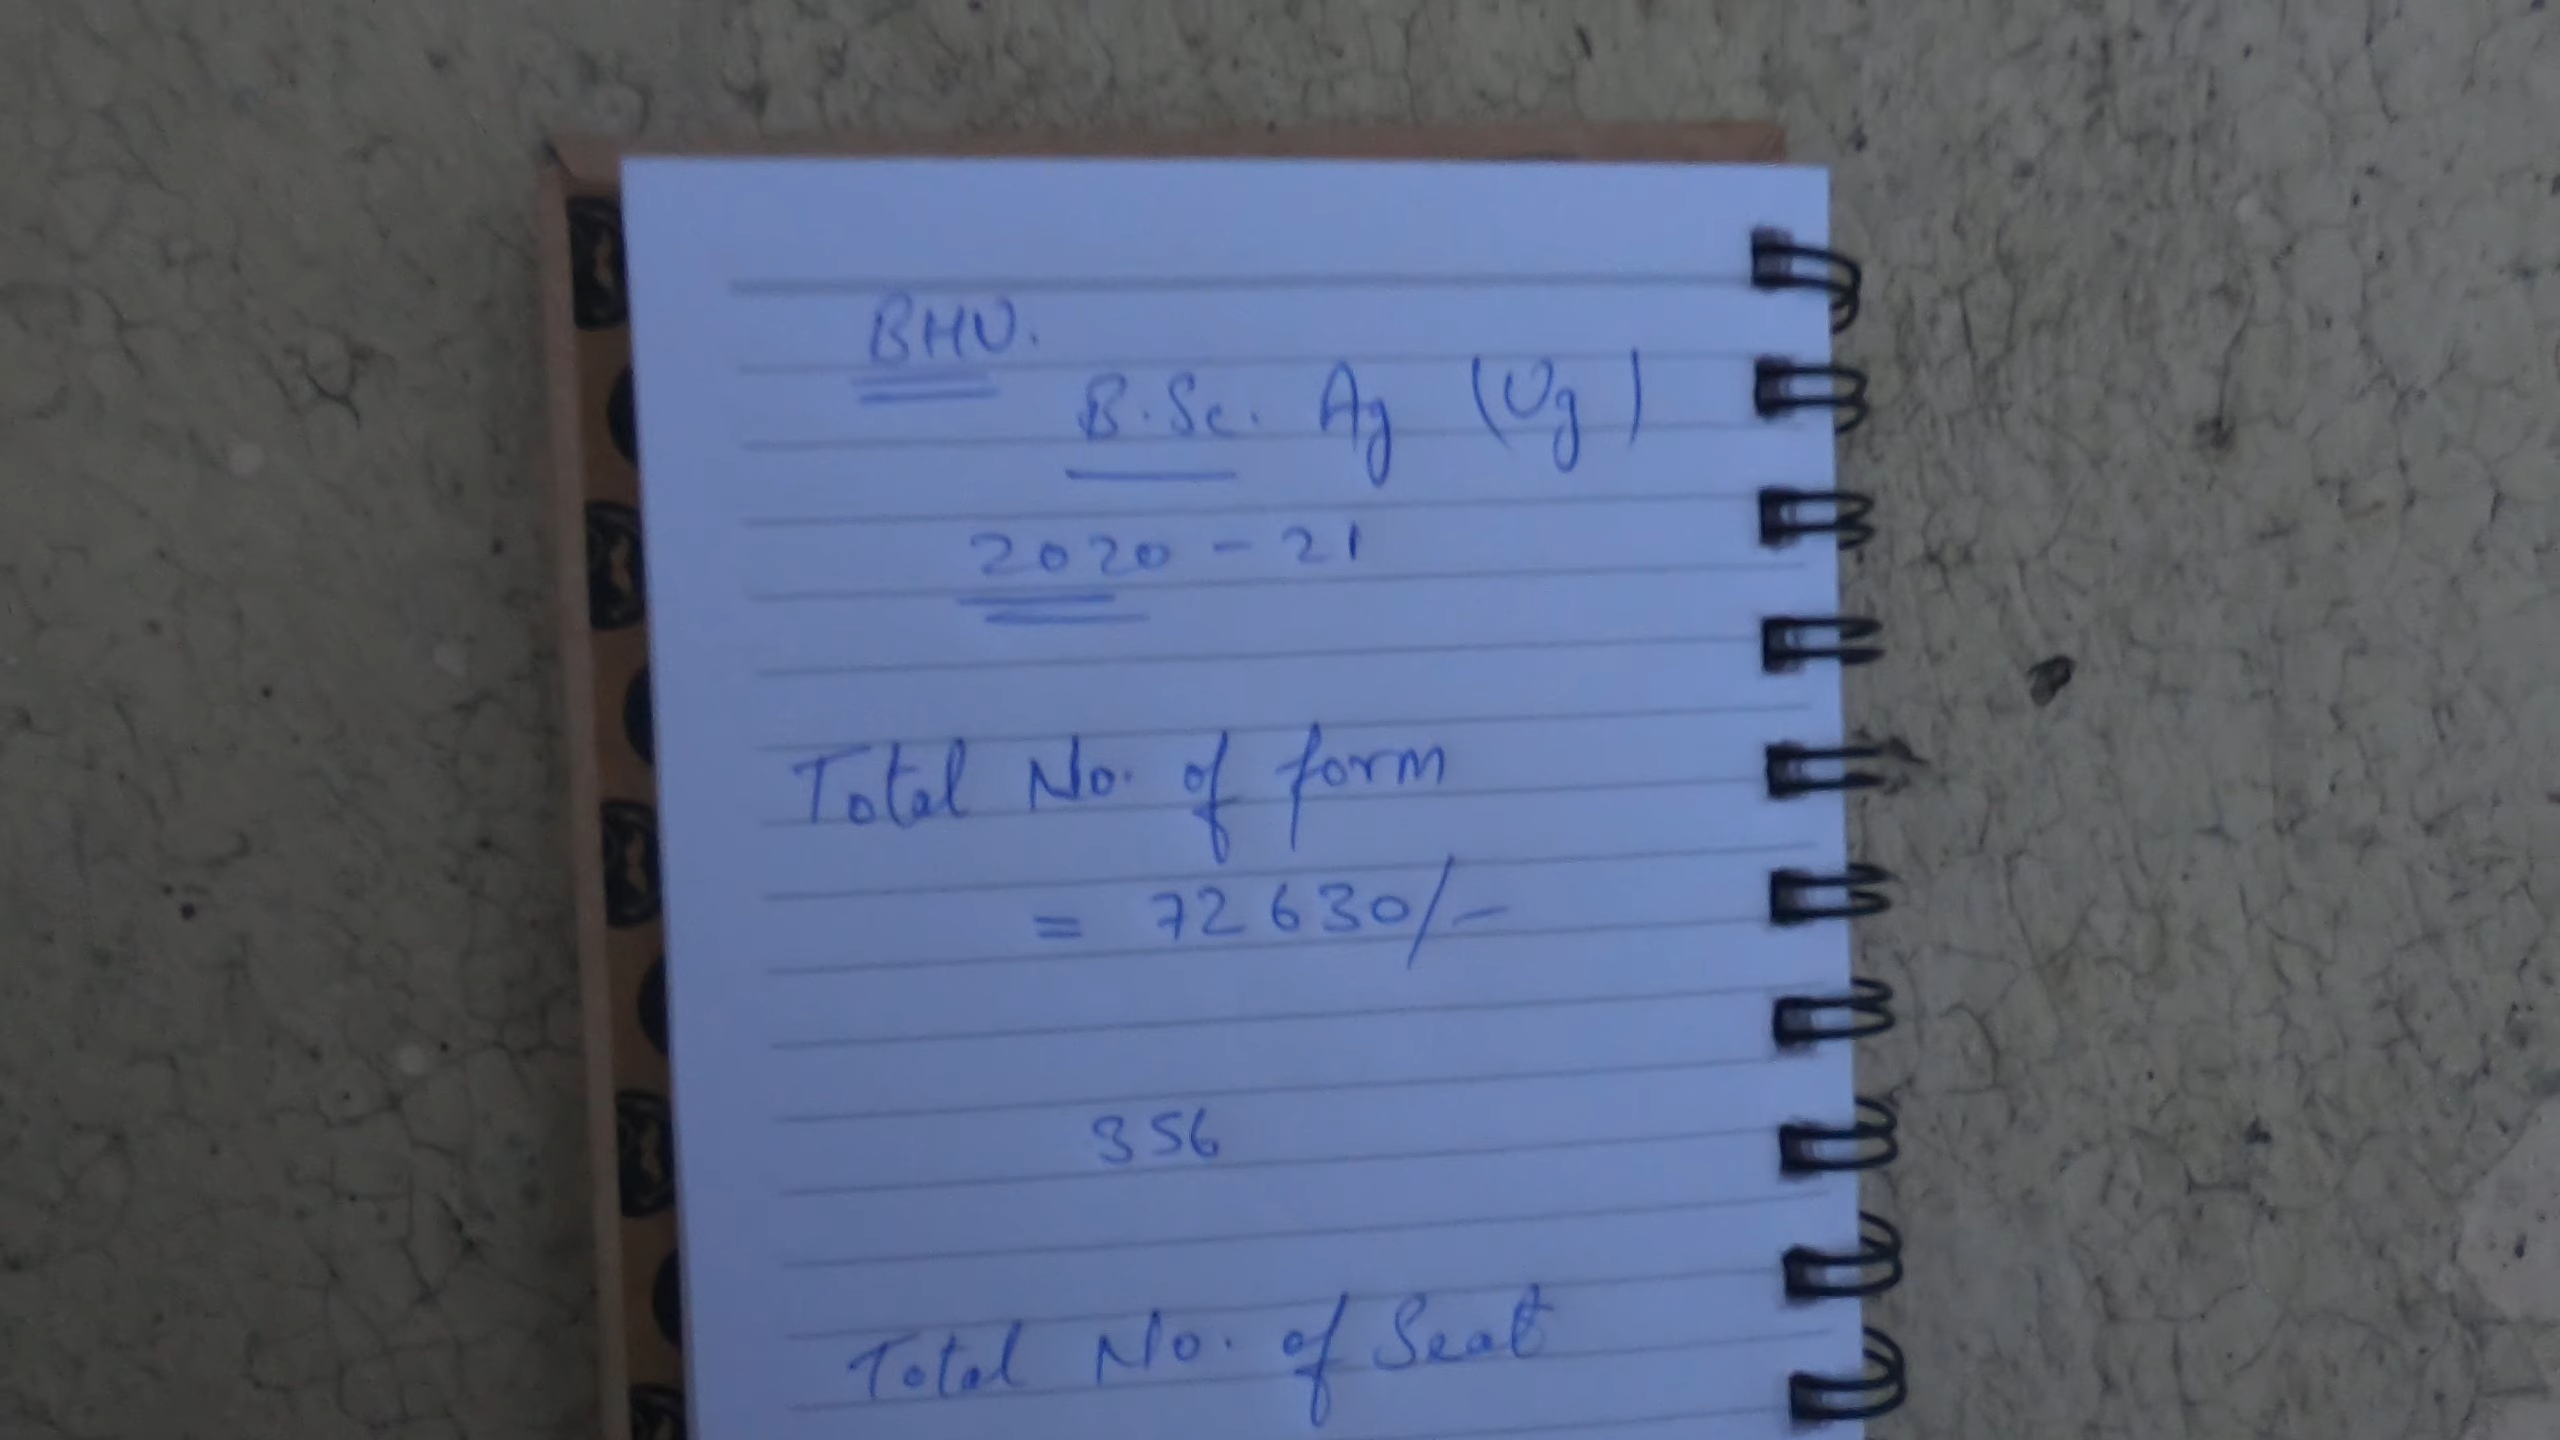 BHU.
B.Sc. Ag (Ug)
2020-21
Total No. of form
= 72630/-
356
Total No. of Seat